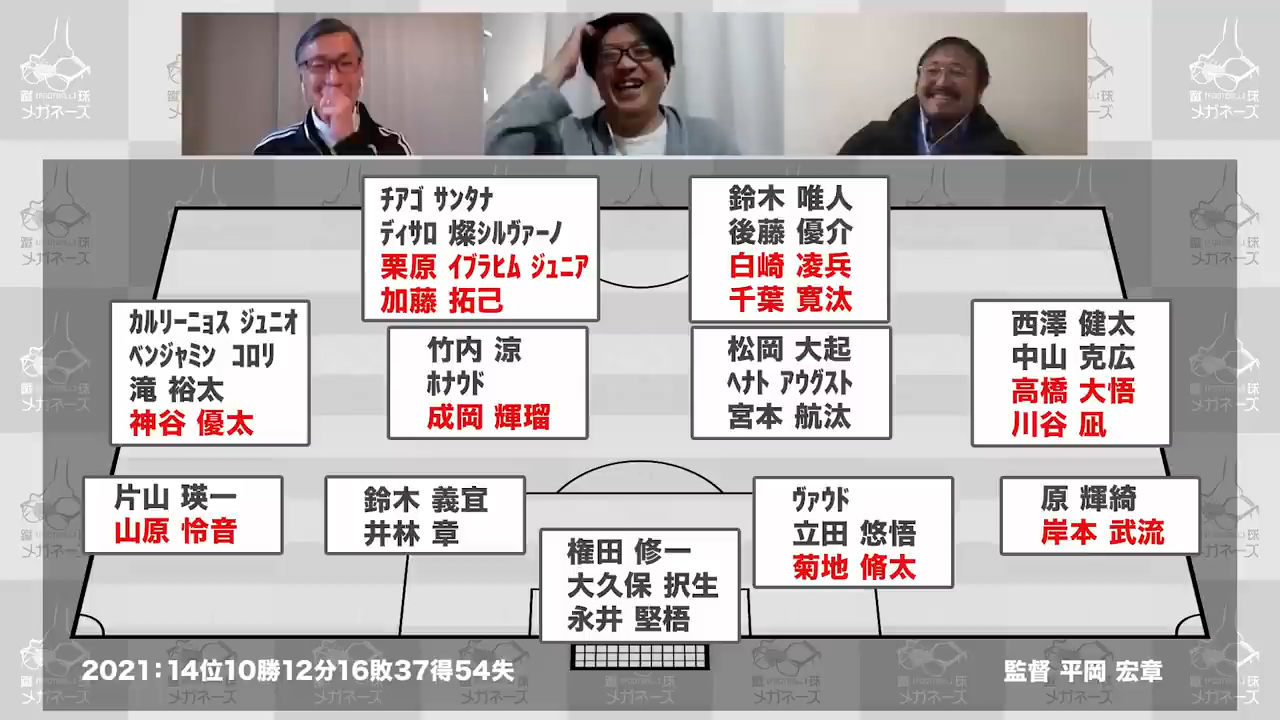 蹴球
FOOTBALL
メガネーズ
チアゴ サンタナ
ディサロ 燦シルヴァーノ
栗原 イブラヒム ジュニア
加藤 拓己
鈴木 唯人
後藤 優介
白崎 凌兵
千葉 寛汰
カルリーニョス ジュニオ
ベンジャミン コロリ
滝 裕太
神谷 優太
竹内 涼
ホナウド
成岡 輝瑠
松岡 大起
ヘナト アウグスト
宮本 航汰
西澤 健太
中山 克広
高橋 大悟
川谷 凪
片山 瑛一
山原 怜音
鈴木 義宜
井林 章
権田 修一
大久保 択生
永井 堅梧
ヴァウド
立田 悠悟
菊地 脩太
原 輝綺
岸本 武流
2021:14位10勝12分16敗37得54失
監督 平岡 宏章